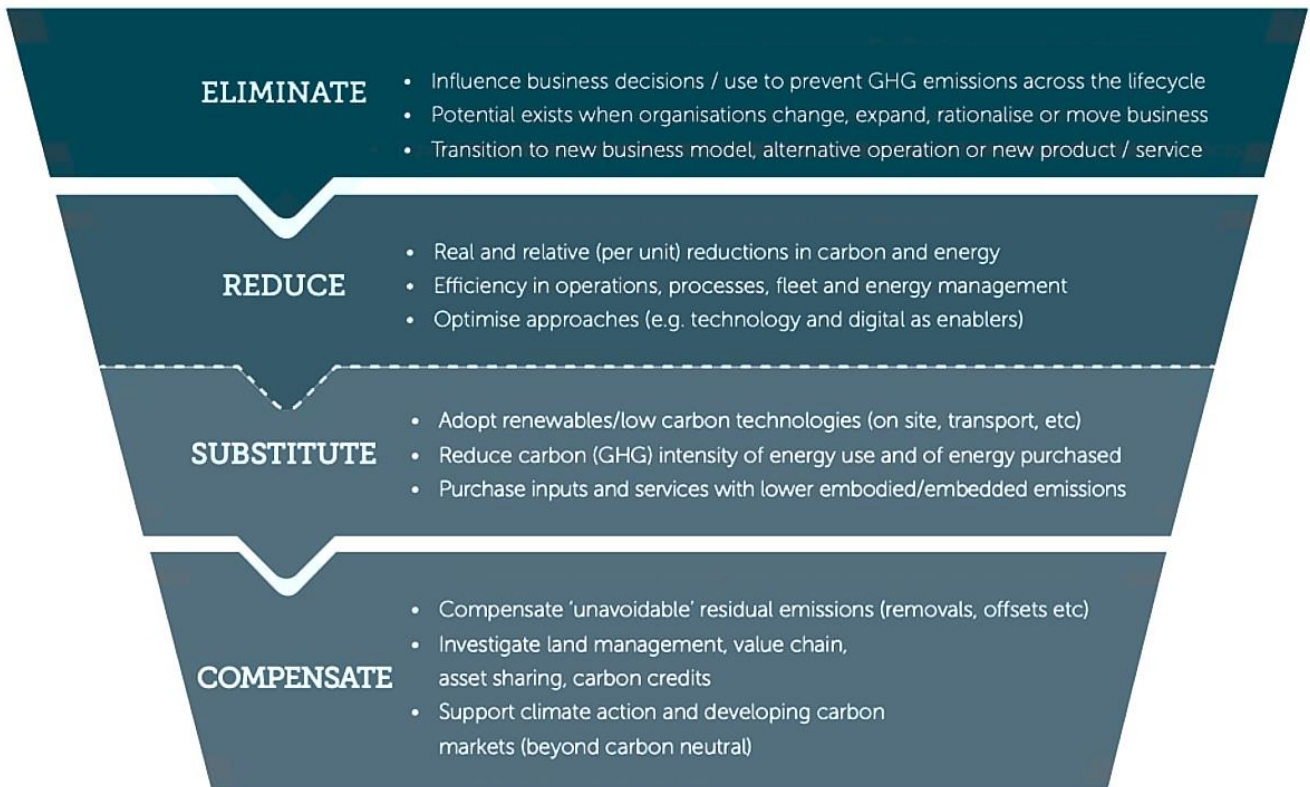 ELIMINATE
• Influence business decisions / use to prevent GHG emissions across the lifecycle
• Potential exists when organisations change, expand, rationalise or move business
• Transition to new business model, alternative operation or new product / service
REDUCE
• Real and relative (per unit) reductions in carbon and energy
• Efficiency in operations, processes, fleet and energy management
• Optimise approaches (e.g. technology and digital as enablers)
SUBSTITUTE
• Adopt renewables/low carbon technologies (on site, transport, etc)
• Reduce carbon (GHG) intensity of energy use and of energy purchased
• Purchase inputs and services with lower embodied/embedded emissions
COMPENSATE
• Compensate ‘unavoidable’ residual emissions (removals, offsets etc)
• Investigate land management, value chain,
asset sharing, carbon credits
• Support climate action and developing carbon
markets (beyond carbon neutral)